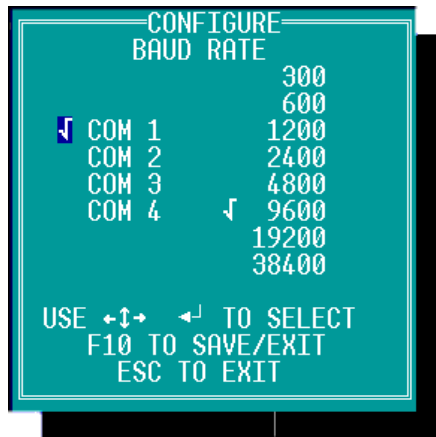 CONFIGURE
BAUD RATE
300
600
√ COM 1 1200
COM 2 2400
COM 3 4800
COM 4 √ 9600
19200
38400
USE ←↕→ ◄┘ TO SELECT
F10 TO SAVE/EXIT
ESC TO EXIT